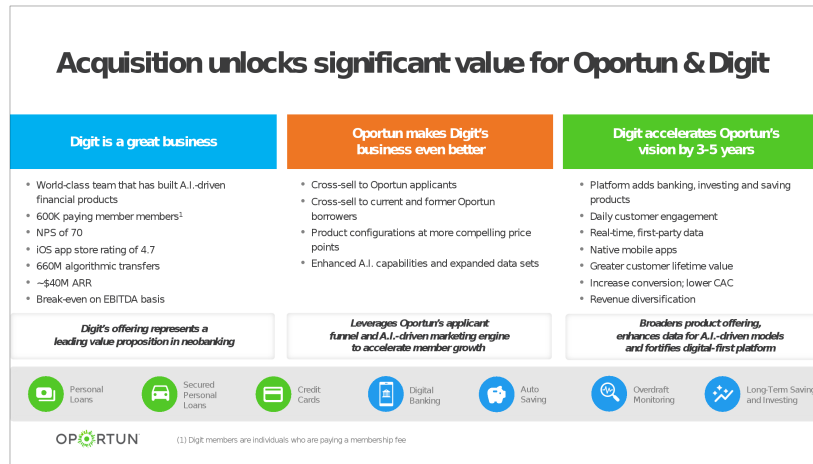 Acquisition unlocks significant value for Oportun & Digit
Digit is a great business
Oportun makes Digit's
business even better
Digit accelerates Oportun's
vision by 3-5 years
• World-class team that has built A.I.-driven
financial products
• 600K paying member members¹
• NPS of 70
• iOS app store rating of 4.7
• 660M algorithmic transfers
• ~$40M ARR
• Break-even on EBITDA basis
• Cross-sell to Oportun applicants
• Cross-sell to current and former Oportun
borrowers
• Product configurations at more compelling price
points
• Enhanced A.I. capabilities and expanded data sets
• Platform adds banking, investing and saving
products
• Daily customer engagement
• Real-time, first-party data
• Native mobile apps
• Greater customer lifetime value
• Increase conversion; lower CAC
• Revenue diversification
Digit's offering represents a
leading value proposition in neobanking
Leverages Oportun's applicant
funnel and A.I.-driven marketing engine
to accelerate member growth
Broadens product offering,
enhances data for A.I.-driven models
and fortifies digital-first platform
Personal
Loans
Secured
Personal
Loans
Credit
Cards
Digital
Banking
Auto
Saving
Overdraft
Monitoring
Long-Term Saving
and Investing
OPORTUN
(1) Digit members are individuals who are paying a membership fee